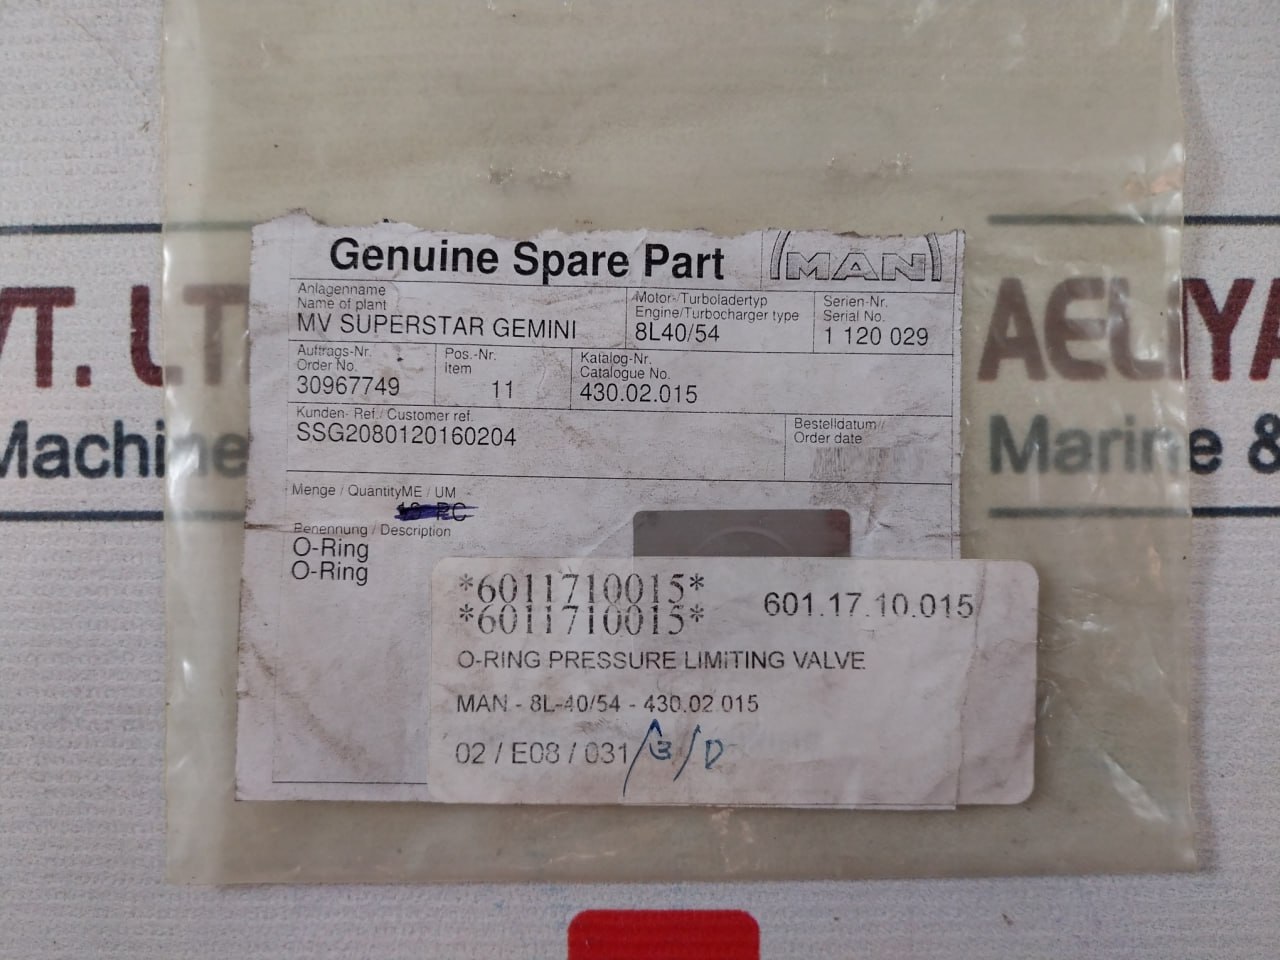 Genuine Spare Part
MAN
Anlagenname
Name of plant
MV SUPERSTAR GEMINI
Motor-/Turboladertyp
Engine/Turbocharger type
8L40/54
Serien-Nr.
Serial No.
1 120 029
Auftrags-Nr.
Order No.
30967749
Pos.-Nr.
Item
11
Katalog-Nr.
Catalogue No.
430.02.015
Kunden- Ref./ Customer ref.
SSG2080120160204
Bestelldatum/
Order date
Menge / QuantityME / UM
Benennung / Description
O-Ring
O-Ring
*6011710015*
*6011710015*
601.17.10.015
O-RING PRESSURE LIMITING VALVE
MAN - 8L-40/54 - 430.02.015
02 / E08 / 031
VT. LT
AELIYA
Machine
Marine &